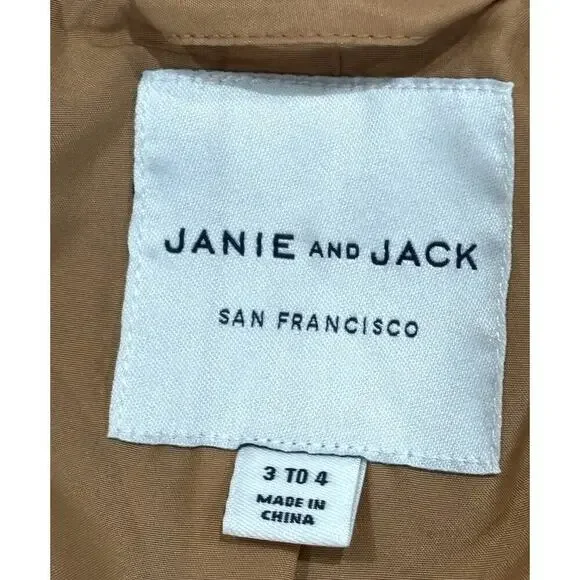 JANIE AND JACK
SAN FRANCISCO
3 TO 4
MADE IN
CHINA